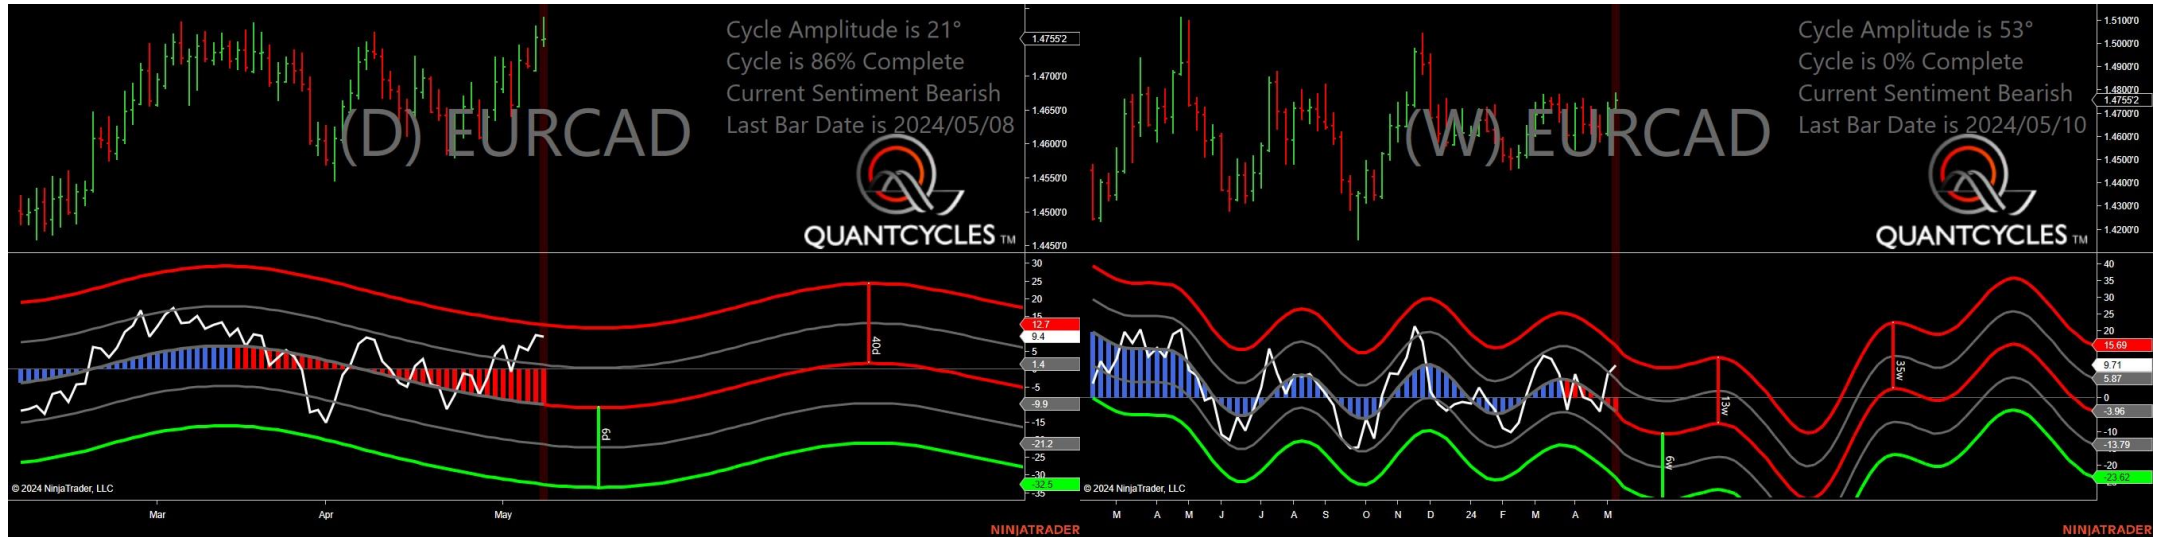 Cycle Amplitude is 21°
Cycle is 86% Complete
Current Sentiment Bearish
Last Bar Date is 2024/05/08
(D) EURCAD
QUANTCYCLES TM
1.4755'2
1.4700'0
1.4650'0
1.4600'0
1.4550'0
1.4500'0
1.4450'0
30
25
20
15
12.7
9.4
5
1.4
-5
-9.9
-15
-21.2
-25
-30
-32.5
-35
40d
6d
© 2024 NinjaTrader, LLC
Mar
Apr
May
NINJATRADER
Cycle Amplitude is 53°
Cycle is 0% Complete
Current Sentiment Bearish
Last Bar Date is 2024/05/10
(W) EURCAD
QUANTCYCLES TM
1.5100'0
1.5000'0
1.4900'0
1.4800'0
1.4755'2
1.4700'0
1.4600'0
1.4500'0
1.4400'0
1.4300'0
1.4200'0
40
35
30
25
20
15.69
9.71
5.87
0
-3.96
-10
-13.79
-20
-23.62
13w
35w
6w
© 2024 NinjaTrader, LLC
M A M J J A S O N D 24 F M A M
NINJATRADER